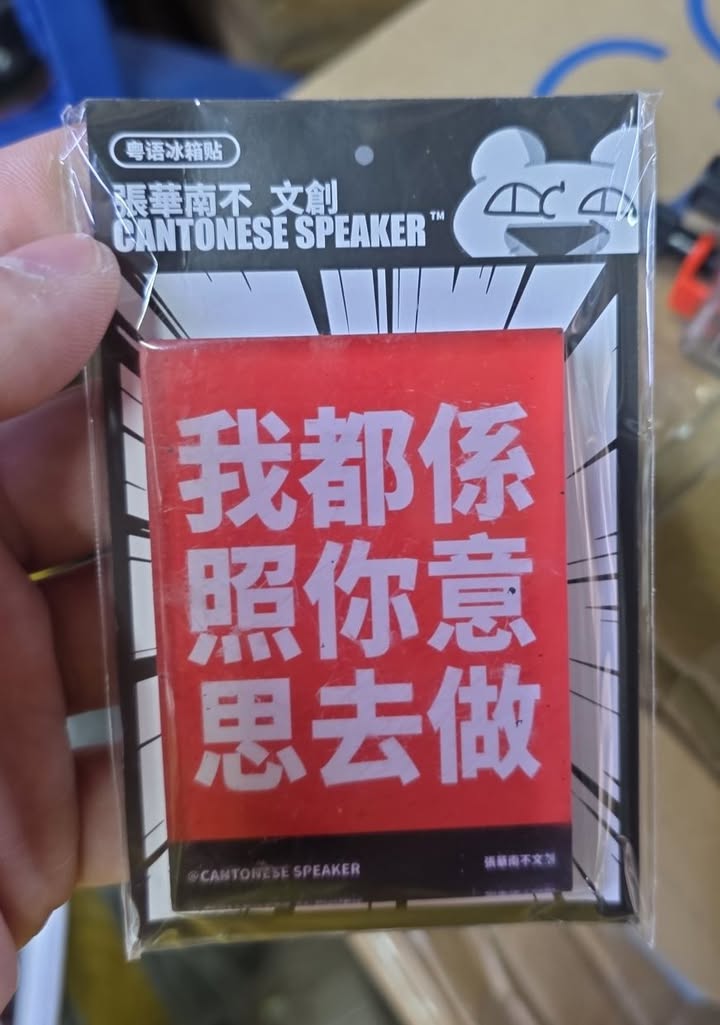 粤语冰箱贴
張華南不 文創
CANTONESE SPEAKER™
我都係
照你意
思去做
@CANTONESE SPEAKER
張華南不文創